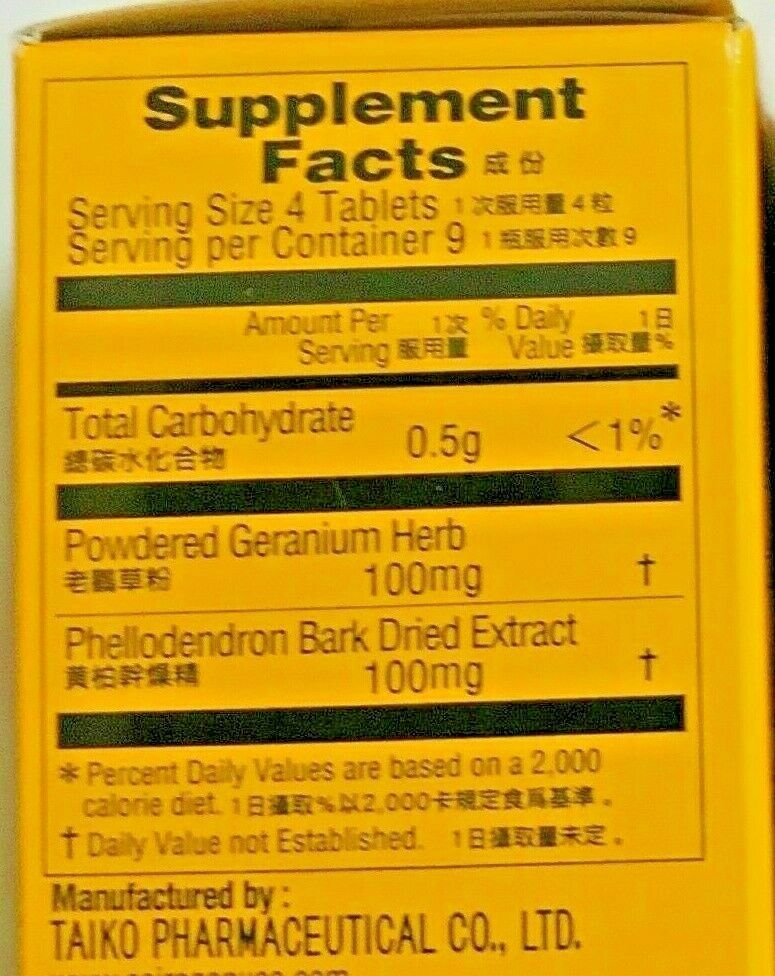 Supplement
Facts 成份
Serving Size 4 Tablets 1次服用量4粒
Serving per Container 9 1瓶服用次數9
Amount Per 1次 % Daily 1日
Serving 服用量 Value 攝取量%
Total Carbohydrate
總碳水化合物 0.5g <1%*
Powdered Geranium Herb
老鸛草粉 100mg †
Phellodendron Bark Dried Extract
黃柏幹燥精 100mg †
* Percent Daily Values are based on a 2,000
calorie diet. 1日攝取%以2,000卡規定食爲基準。
† Daily Value not Established. 1日攝取量未定。
Manufactured by :
TAIKO PHARMACEUTICAL CO., LTD.